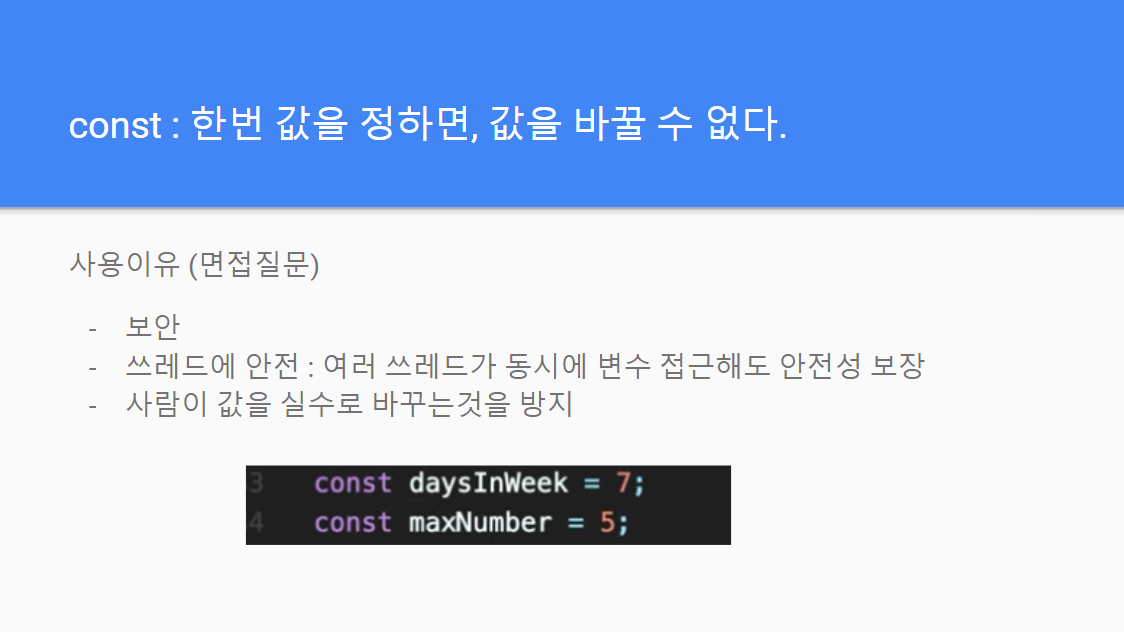 const : 한번 값을 정하면, 값을 바꿀 수 없다.
사용이유 (면접질문)
- 보안
- 쓰레드에 안전 : 여러 쓰레드가 동시에 변수 접근해도 안전성 보장
- 사람이 값을 실수로 바꾸는것을 방지
3 const daysInWeek = 7;
4 const maxNumber = 5;